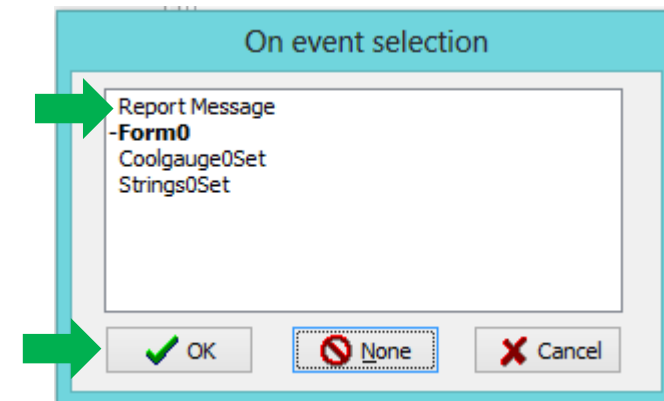 On event selection
Report Message
-Form0
Coolgauge0Set
Strings0Set
OK
None
Cancel